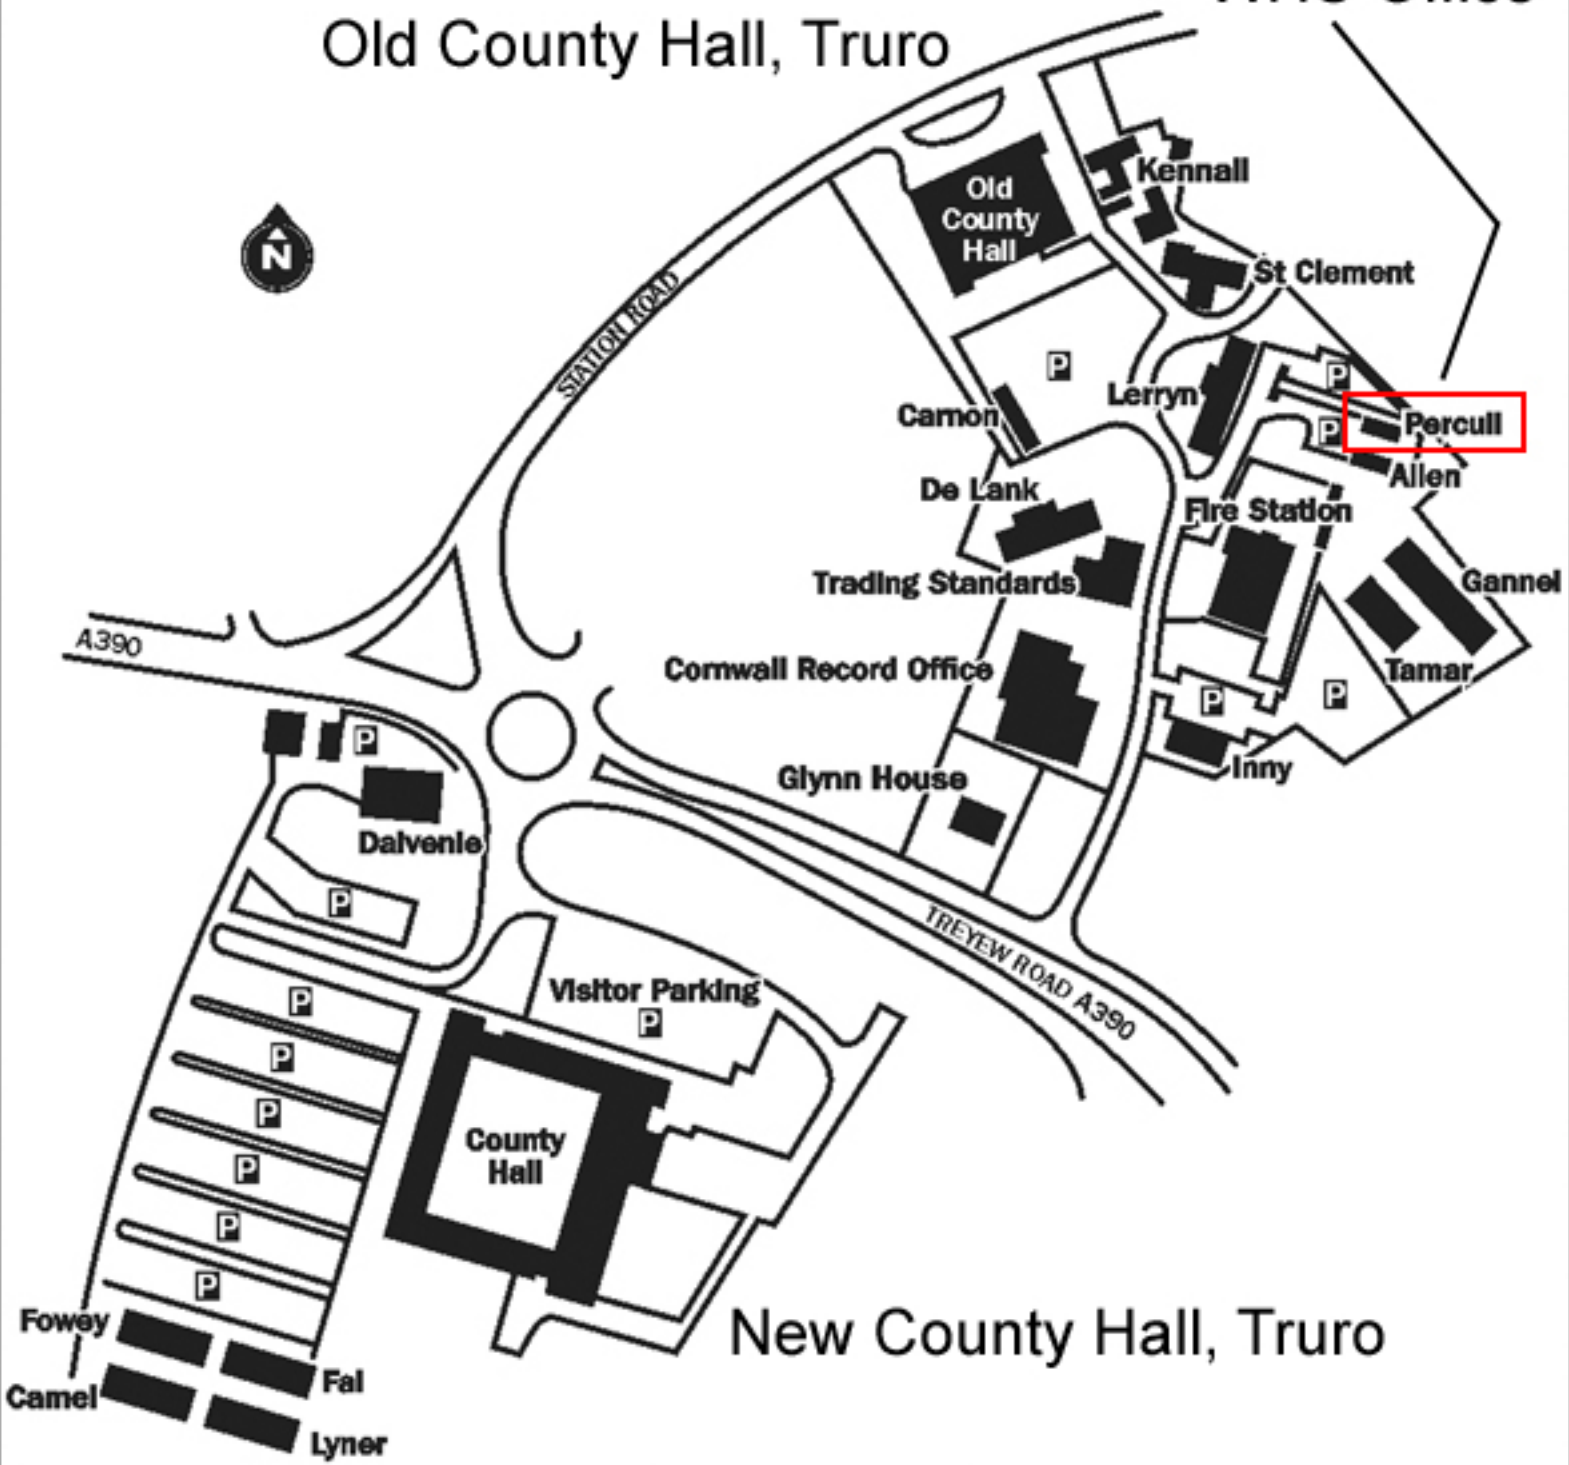 Old County Hall, Truro
Kennall
Old
County
Hall
N
St Clement
STATION ROAD
P
P
Lerryn
Carnon
Percuil
P
Allen
De Lank
Fire Station
Trading Standards
Gannel
A390
Cornwall Record Office
Tamar
P
P
P
Inny
Glynn House
Dalvenie
P
TREYEW ROAD A390
Visitor Parking
P
P
P
P
County
Hall
P
P
P
Fowey
New County Hall, Truro
Fal
Camel
Lyner